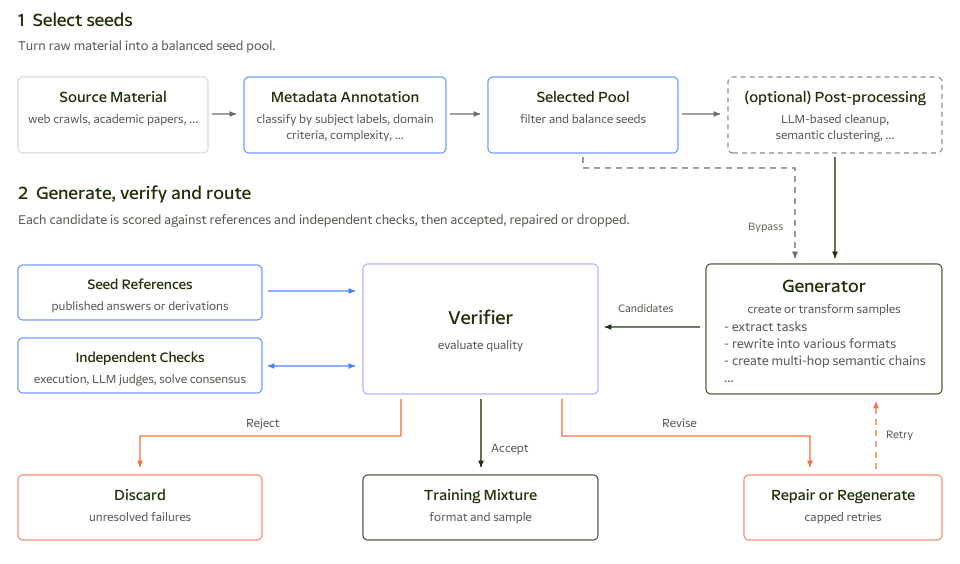 1 Select seeds
Turn raw material into a balanced seed pool.
Source Material
web crawls, academic papers, ...
Metadata Annotation
classify by subject labels, domain
criteria, complexity, ...
Selected Pool
filter and balance seeds
(optional) Post-processing
LLM-based cleanup,
semantic clustering, ...
2 Generate, verify and route
Each candidate is scored against references and independent checks, then accepted, repaired or dropped.
Bypass
Seed References
published answers or derivations
Independent Checks
execution, LLM judges, solve consensus
Verifier
evaluate quality
Candidates
Generator
create or transform samples
- extract tasks
- rewrite into various formats
- create multi-hop semantic chains
...
Reject
Accept
Revise
Retry
Discard
unresolved failures
Training Mixture
format and sample
Repair or Regenerate
capped retries